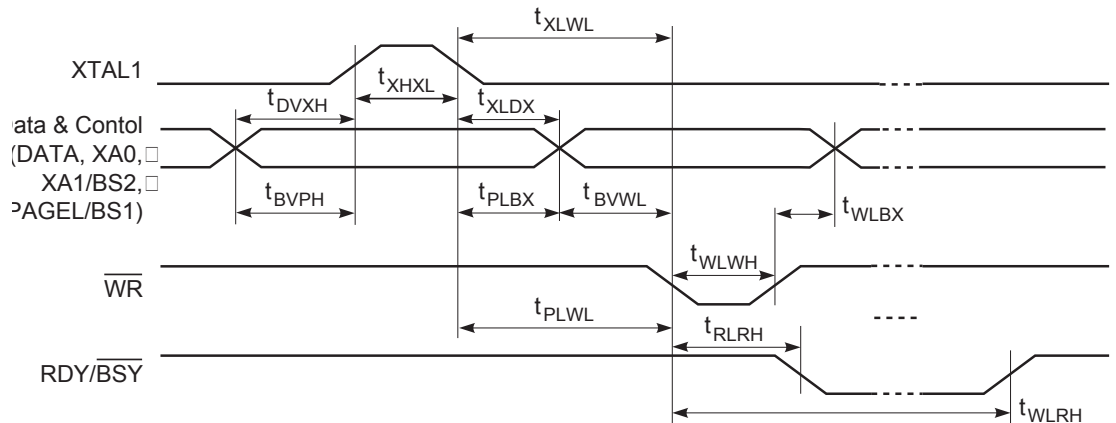 tXLWL
XTAL1
tXHXL
tDVXH
tXLDX
ata & Contol
(DATA, XA0,
XA1/BS2,
PAGEL/BS1)
tBVPH
tPLBX
tBVWL
tWLBX
WR
tWLWH
tPLWL
tRLRH
RDY/BSY
tWLRH